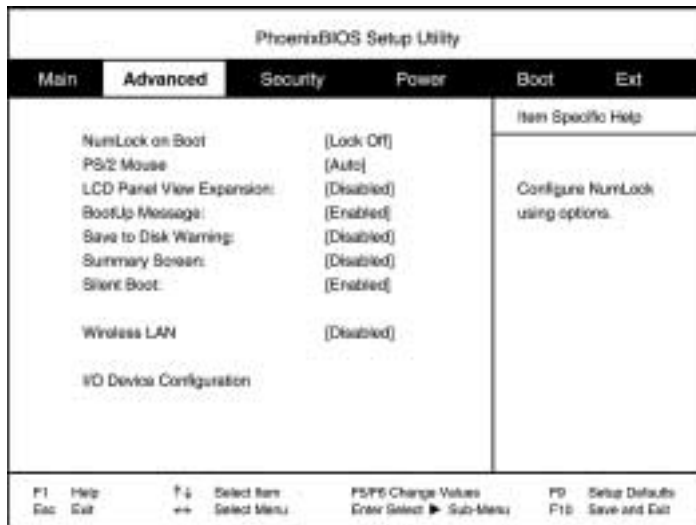 PhoenixBIOS Setup Utility
Main Advanced Security Power Boot Ext
Item Specific Help
NumLock on Boot [Lock Off]
PS/2 Mouse [Auto]
LCD Panel View Expansion: [Disabled]
Configure NumLock
BootUp Message: [Enabled]
using options.
Save to Disk Warning: [Disabled]
Summary Screen: [Disabled]
Silent Boot: [Enabled]
Wireless LAN [Disabled]
I/O Device Configuration
F1 Help ↑↓ Select Item F5/F6 Change Values F9 Setup Defaults
Esc Exit ↔ Select Menu Enter Select ▶ Sub-Menu F10 Save and Exit